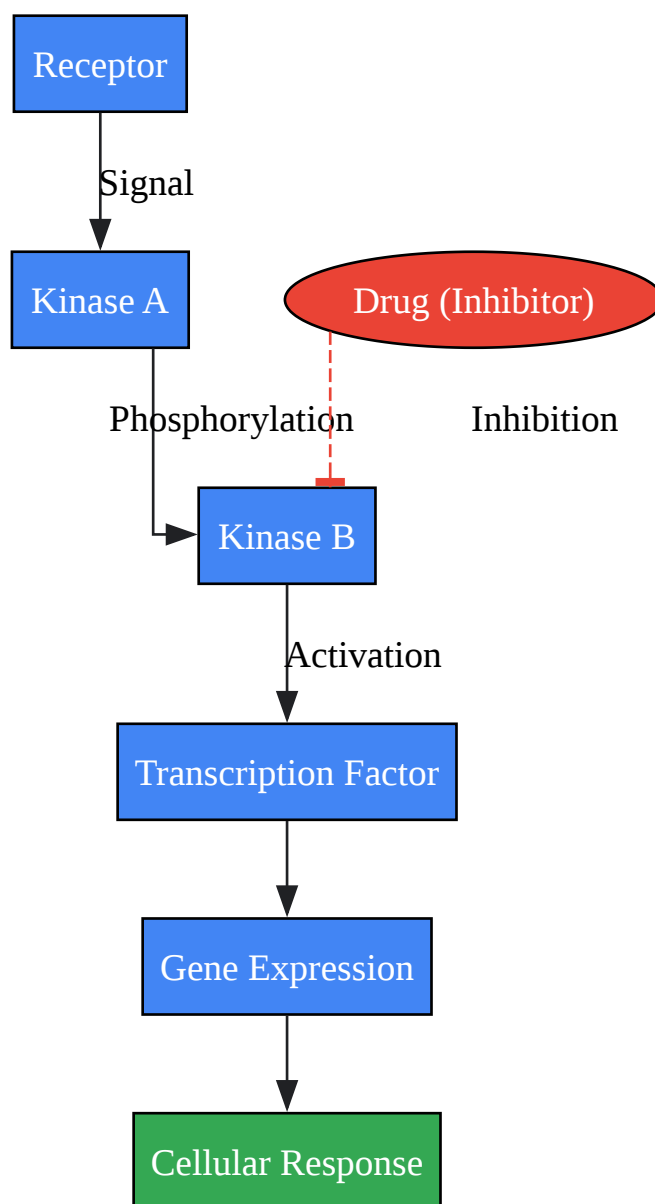 Receptor
Signal
Kinase A
Drug (Inhibitor)
Phosphorylation
Inhibition
Kinase B
Activation
Transcription Factor
Gene Expression
Cellular Response